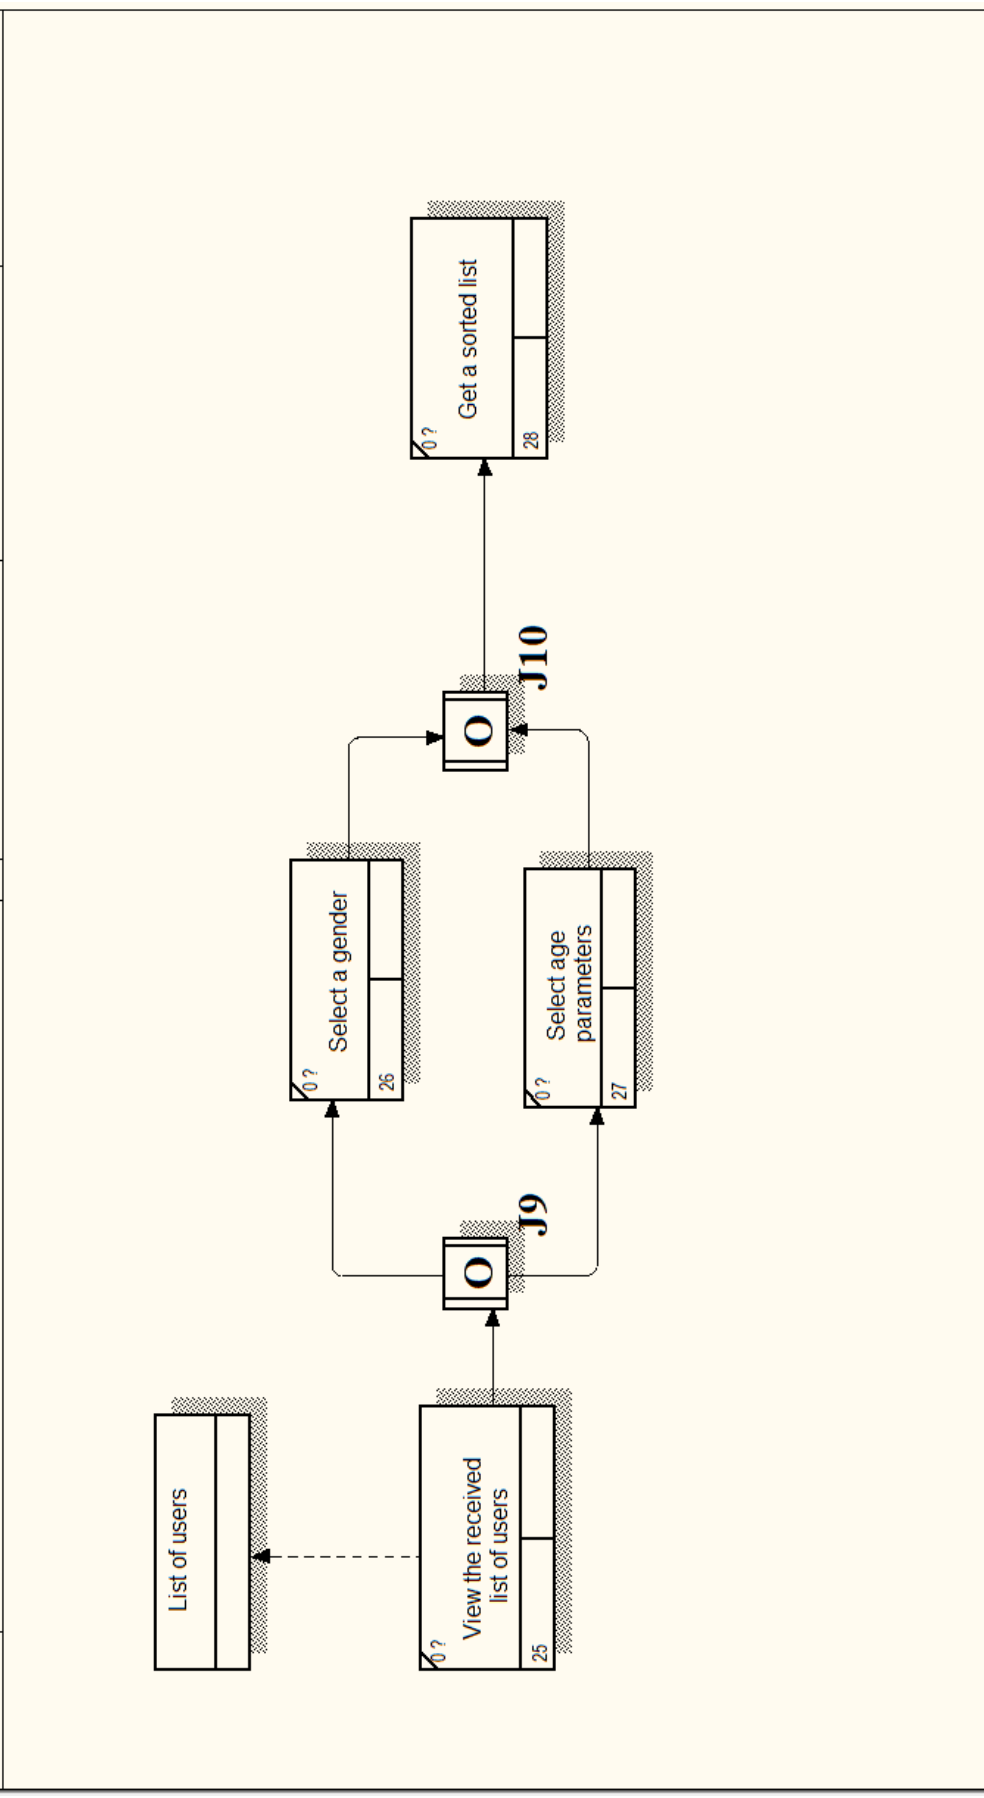 List of users
0 ?
View the received
list of users
25
O
J9
0 ?
Select a gender
26
0 ?
Select age
parameters
27
O
J10
0 ?
Get a sorted list
28